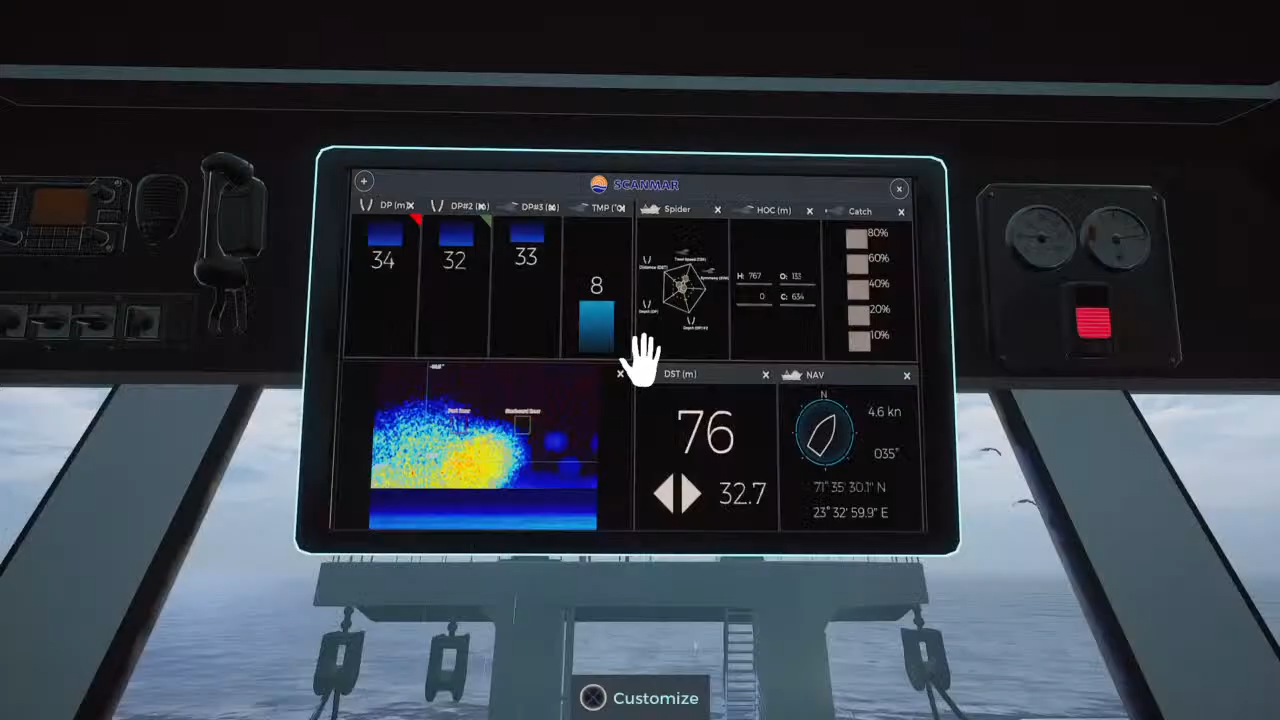 SCANMAR
DP (m)
DP#2
DP#3
TMP
Spider
HOC (m)
Catch
34
32
33
8
H: 767
O: 133
0
C: 634
80%
60%
40%
20%
10%
DST (m)
76
32.7
NAV
N
4.6 kn
035°
71° 35' 30.1" N
23° 32' 59.9" E
Customize